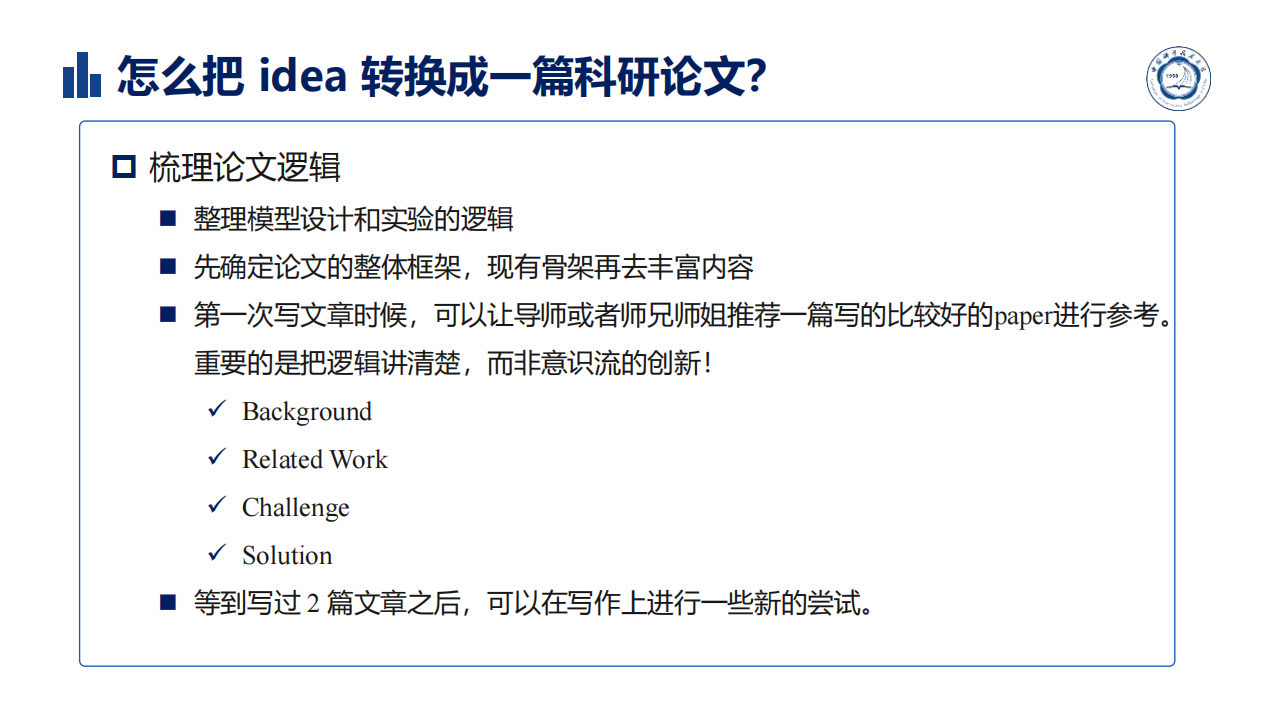 怎么把 idea 转换成一篇科研论文？
梳理论文逻辑
整理模型设计和实验的逻辑
先确定论文的整体框架，现有骨架再去丰富内容
第一次写文章时候，可以让导师或者师兄师姐推荐一篇写的比较好的paper进行参考。
重要的是把逻辑讲清楚，而非意识流的创新！
Background
Related Work
Challenge
Solution
等到写过 2 篇文章之后，可以在写作上进行一些新的尝试。
1958